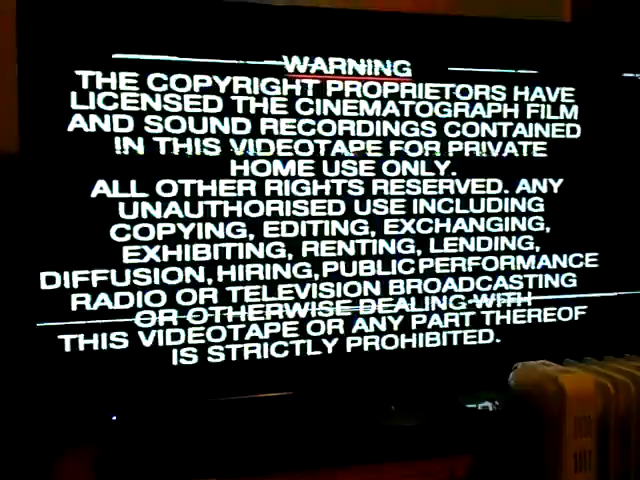 WARNING
THE COPYRIGHT PROPRIETORS HAVE
LICENSED THE CINEMATOGRAPH FILM
AND SOUND RECORDINGS CONTAINED
IN THIS VIDEOTAPE FOR PRIVATE
HOME USE ONLY.
ALL OTHER RIGHTS RESERVED. ANY
UNAUTHORISED USE INCLUDING
COPYING, EDITING, EXCHANGING,
EXHIBITING, RENTING, LENDING,
DIFFUSION, HIRING, PUBLIC PERFORMANCE
RADIO OR TELEVISION BROADCASTING
OR OTHERWISE DEALING WITH
THIS VIDEOTAPE OR ANY PART THEREOF
IS STRICTLY PROHIBITED.